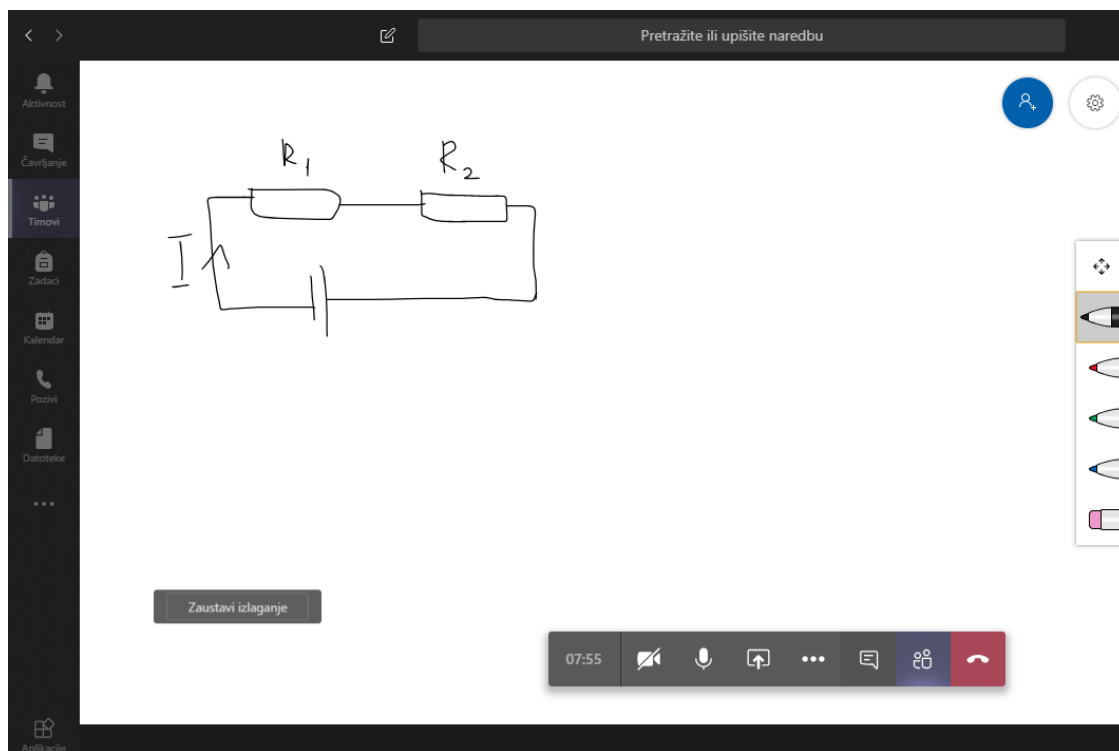 Pretražite ili upišite naredbu
Aktivnost
Čavrljanje
Timovi
Zadaci
Kalendar
Pozivi
Datoteke
Aplikacije
R1
R2
I
Zaustavi izlaganje
07:55